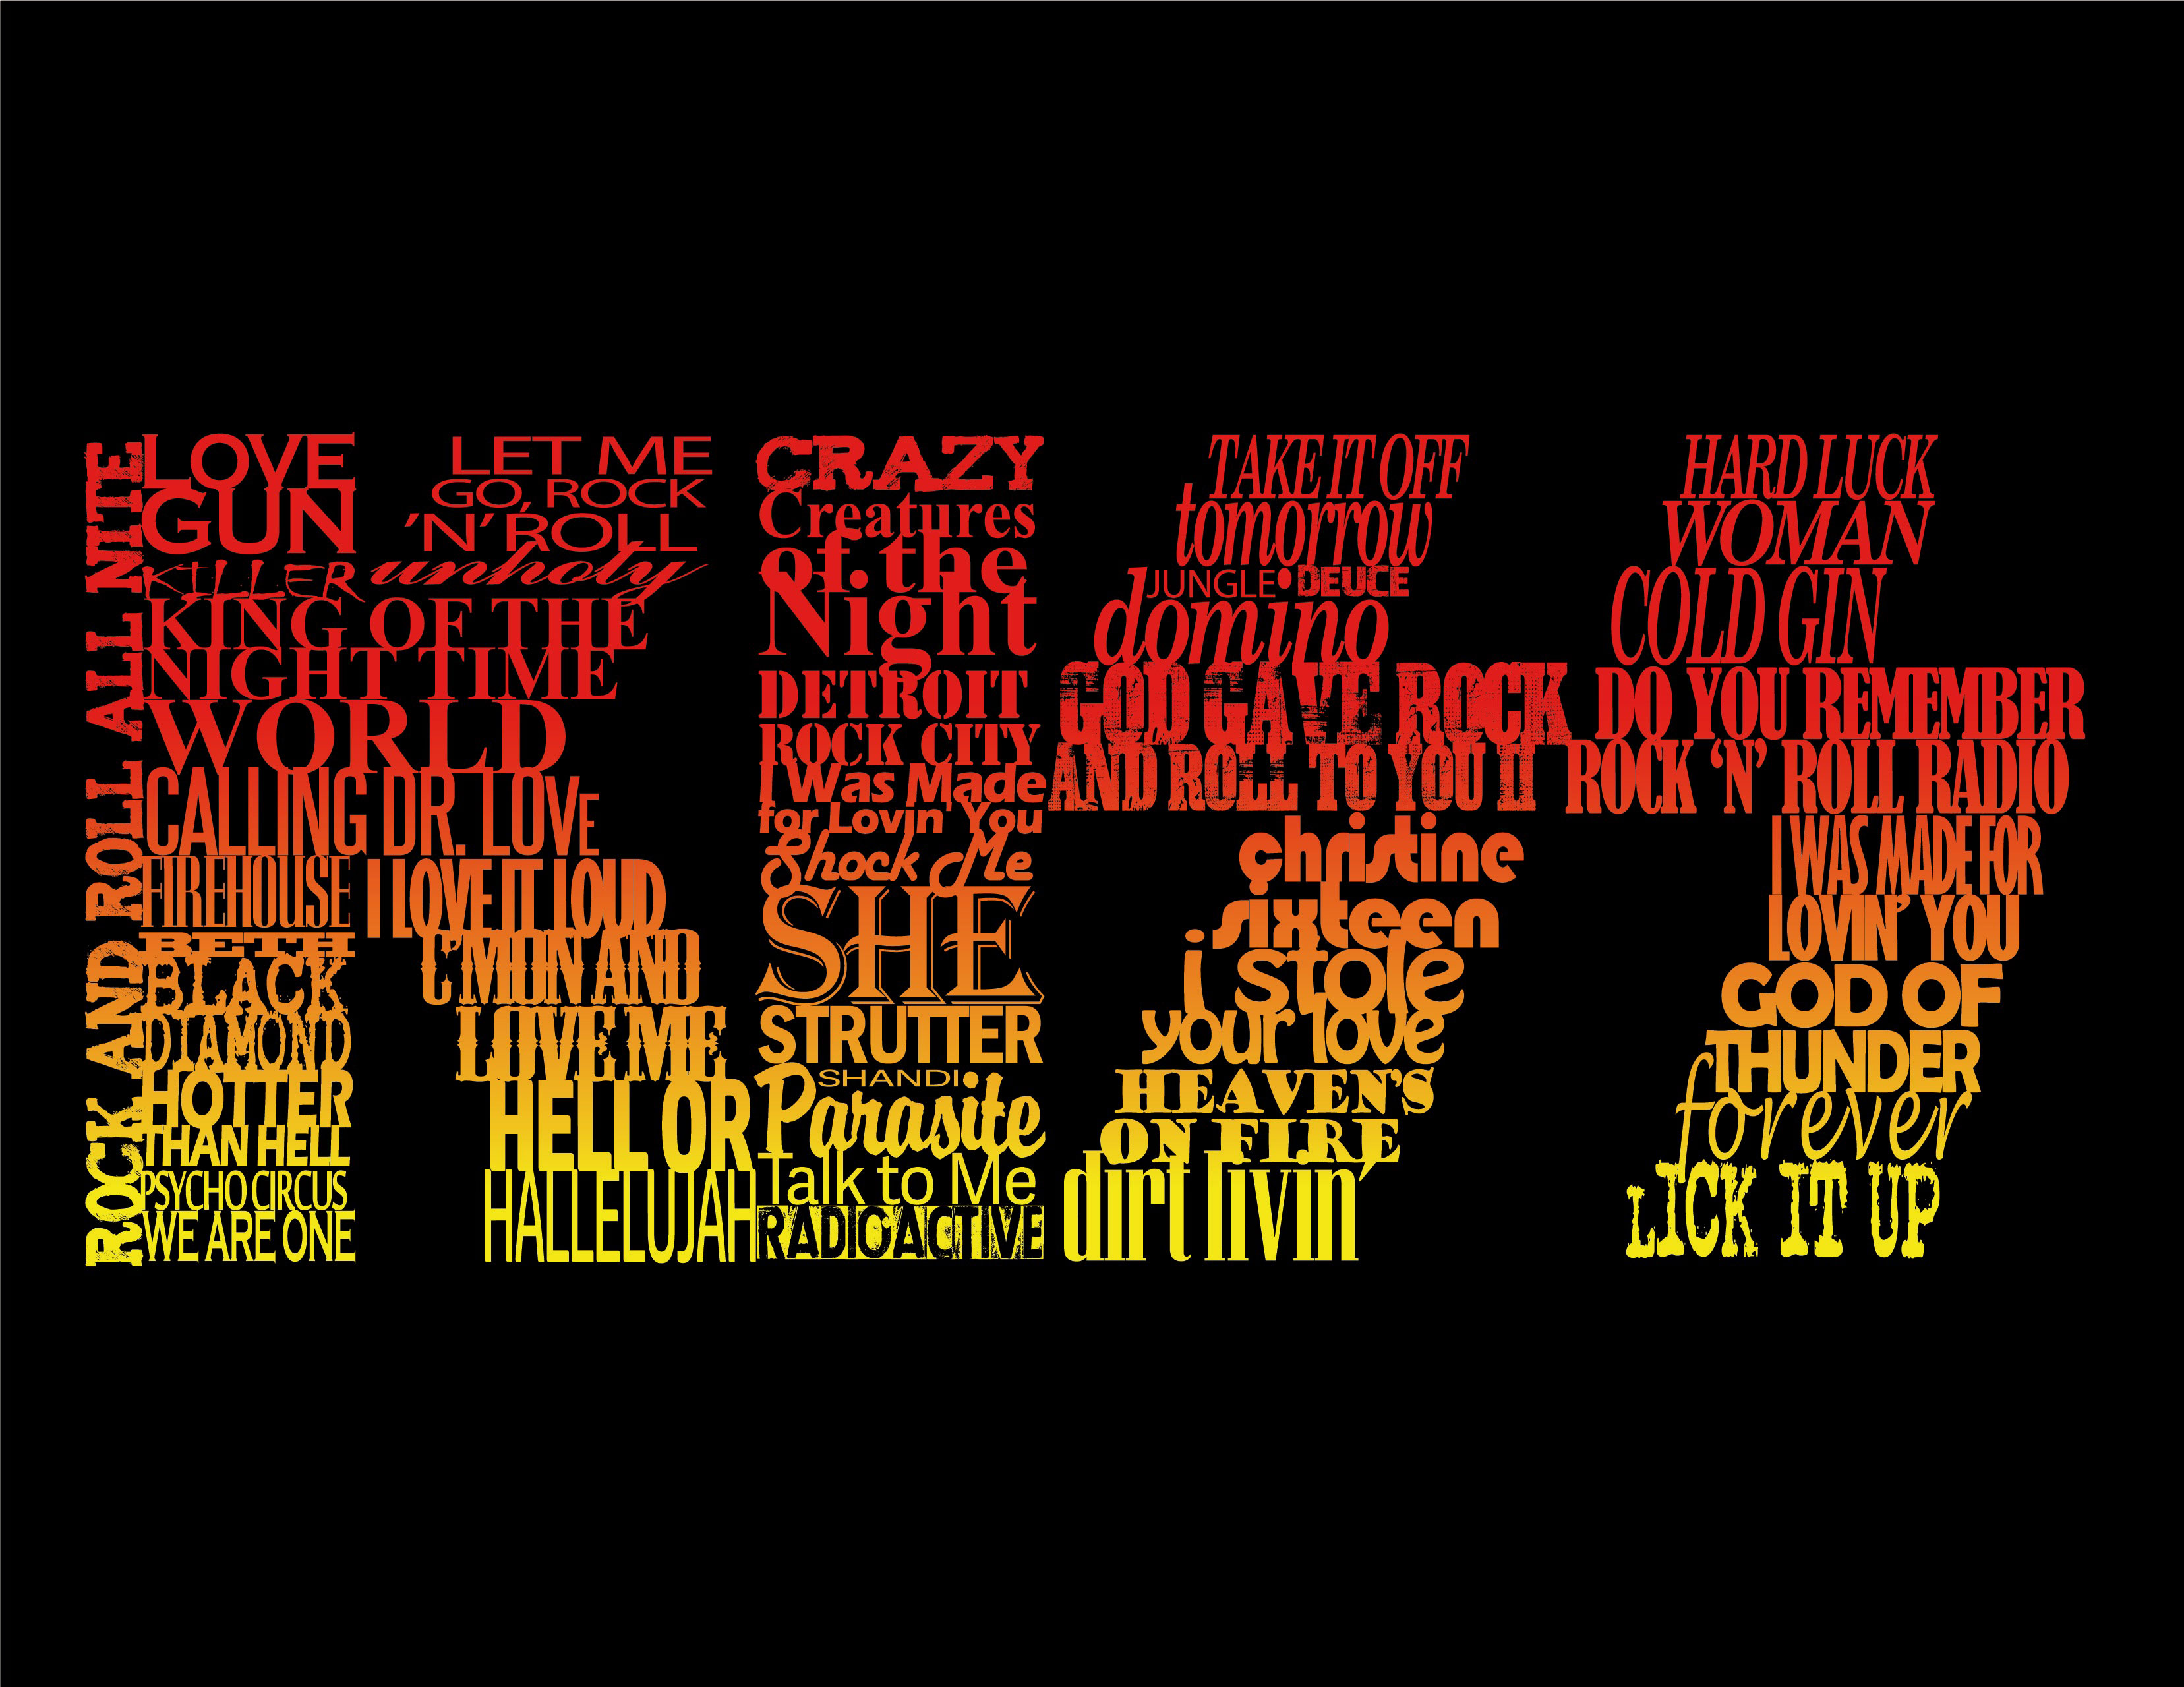 ROCK AND ROLL ALL NITE
LOVE
GUN
KILLER
LET ME
GO, ROCK
'N' ROLL
unholy
KING OF THE
NIGHT TIME
WORLD
CALLING DR. LOVE
FIREHOUSE
I LOVE IT LOUD
BETH
BLACK
DIAMOND
HOTTER
THAN HELL
PSYCHO CIRCUS
WE ARE ONE
C'MON AND
LOVE ME
HELL OR
HALLELUJAH
CRAZY
Creatures
of the
Night
DETROIT
ROCK CITY
I Was Made
for Lovin' You
Shock Me
SHE
STRUTTER
SHANDI
Parasite
Talk to Me
RADIOACTIVE
TAKE IT OFF
tomorrow
JUNGLE • DEUCE
domino
GOD GAVE ROCK
AND ROLL TO YOU II
christine
sixteen
i stole
your love
HEAVEN'S
ON FIRE
dirt livin'
HARD LUCK
WOMAN
COLD GIN
DO YOU REMEMBER
ROCK 'N' ROLL RADIO
I WAS MADE FOR
LOVIN' YOU
GOD OF
THUNDER
forever
LICK IT UP